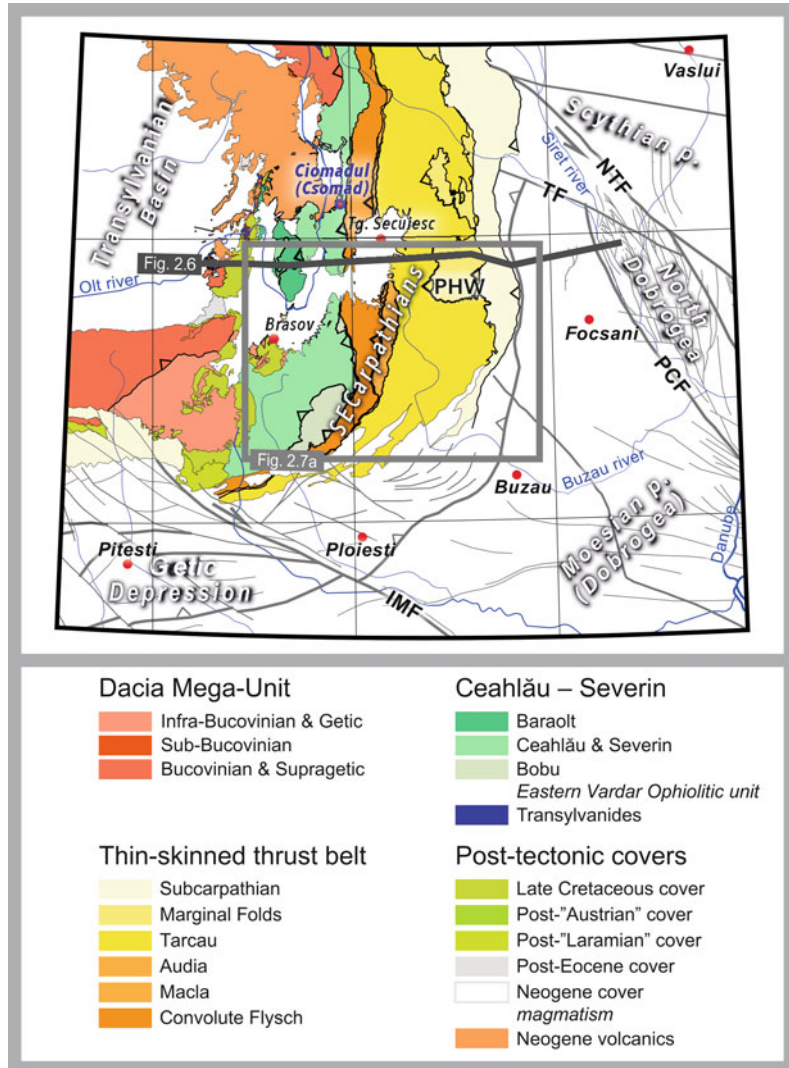 Vaslui
Scythian p.
Transylvanian
Basin
Siret river
NTF
Ciomadul
(Csomad)
TF
Tg. Secuiesc
Fig. 2.6
Olt river
PHW
North
Dobrogea
Brasov
SECarpathians
Focsani
PCF
Fig. 2.7a
Buzau river
Buzau
Moesian p.
(Dobrogea)
Danube
Pitesti
Ploiesti
Getic
Depression
IMF
Dacia Mega-Unit
Infra-Bucovinian & Getic
Sub-Bucovinian
Bucovinian & Supragetic
Ceahlău – Severin
Baraolt
Ceahlău & Severin
Bobu
Eastern Vardar Ophiolitic unit
Transylvanides
Thin-skinned thrust belt
Subcarpathian
Marginal Folds
Tarcau
Audia
Macla
Convolute Flysch
Post-tectonic covers
Late Cretaceous cover
Post-"Austrian" cover
Post-"Laramian" cover
Post-Eocene cover
Neogene cover
magmatism
Neogene volcanics